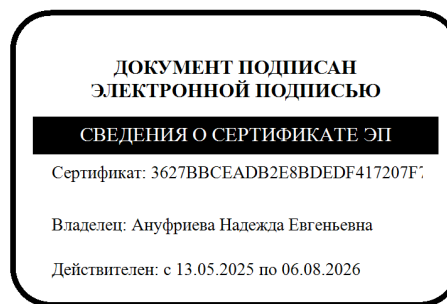 ДОКУМЕНТ ПОДПИСАН
ЭЛЕКТРОННОЙ ПОДПИСЬЮ
СВЕДЕНИЯ О СЕРТИФИКАТЕ ЭП
Сертификат: 3627BBCEADB2E8BDEDF417207F7
Владелец: Ануфриева Надежда Евгеньевна
Действителен: с 13.05.2025 по 06.08.2026